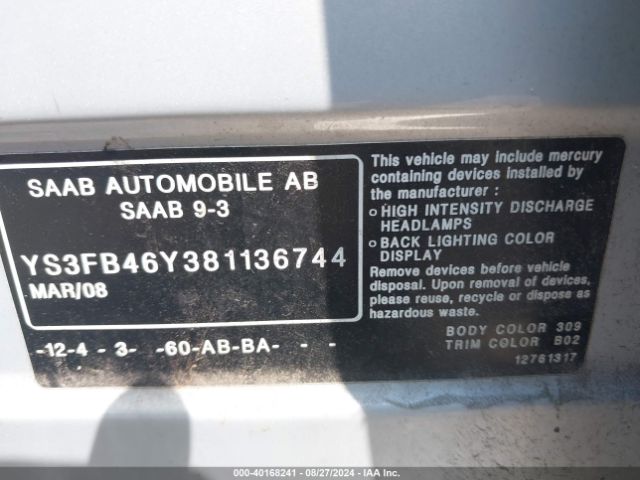 SAAB AUTOMOBILE AB
SAAB 9-3
YS3FB46Y381136744
MAR/08
-12-4 - 3- -60-AB-BA- - -
This vehicle may include mercury
containing devices installed by
the manufacturer :
o HIGH INTENSITY DISCHARGE
HEADLAMPS
o BACK LIGHTING COLOR
DISPLAY
Remove devices before vehicle
disposal. Upon removal of devices,
please reuse, recycle or dispose as
hazardous waste.
BODY COLOR 309
TRIM COLOR B02
12761317
000-40168241 - 08/27/2024 - IAA Inc.